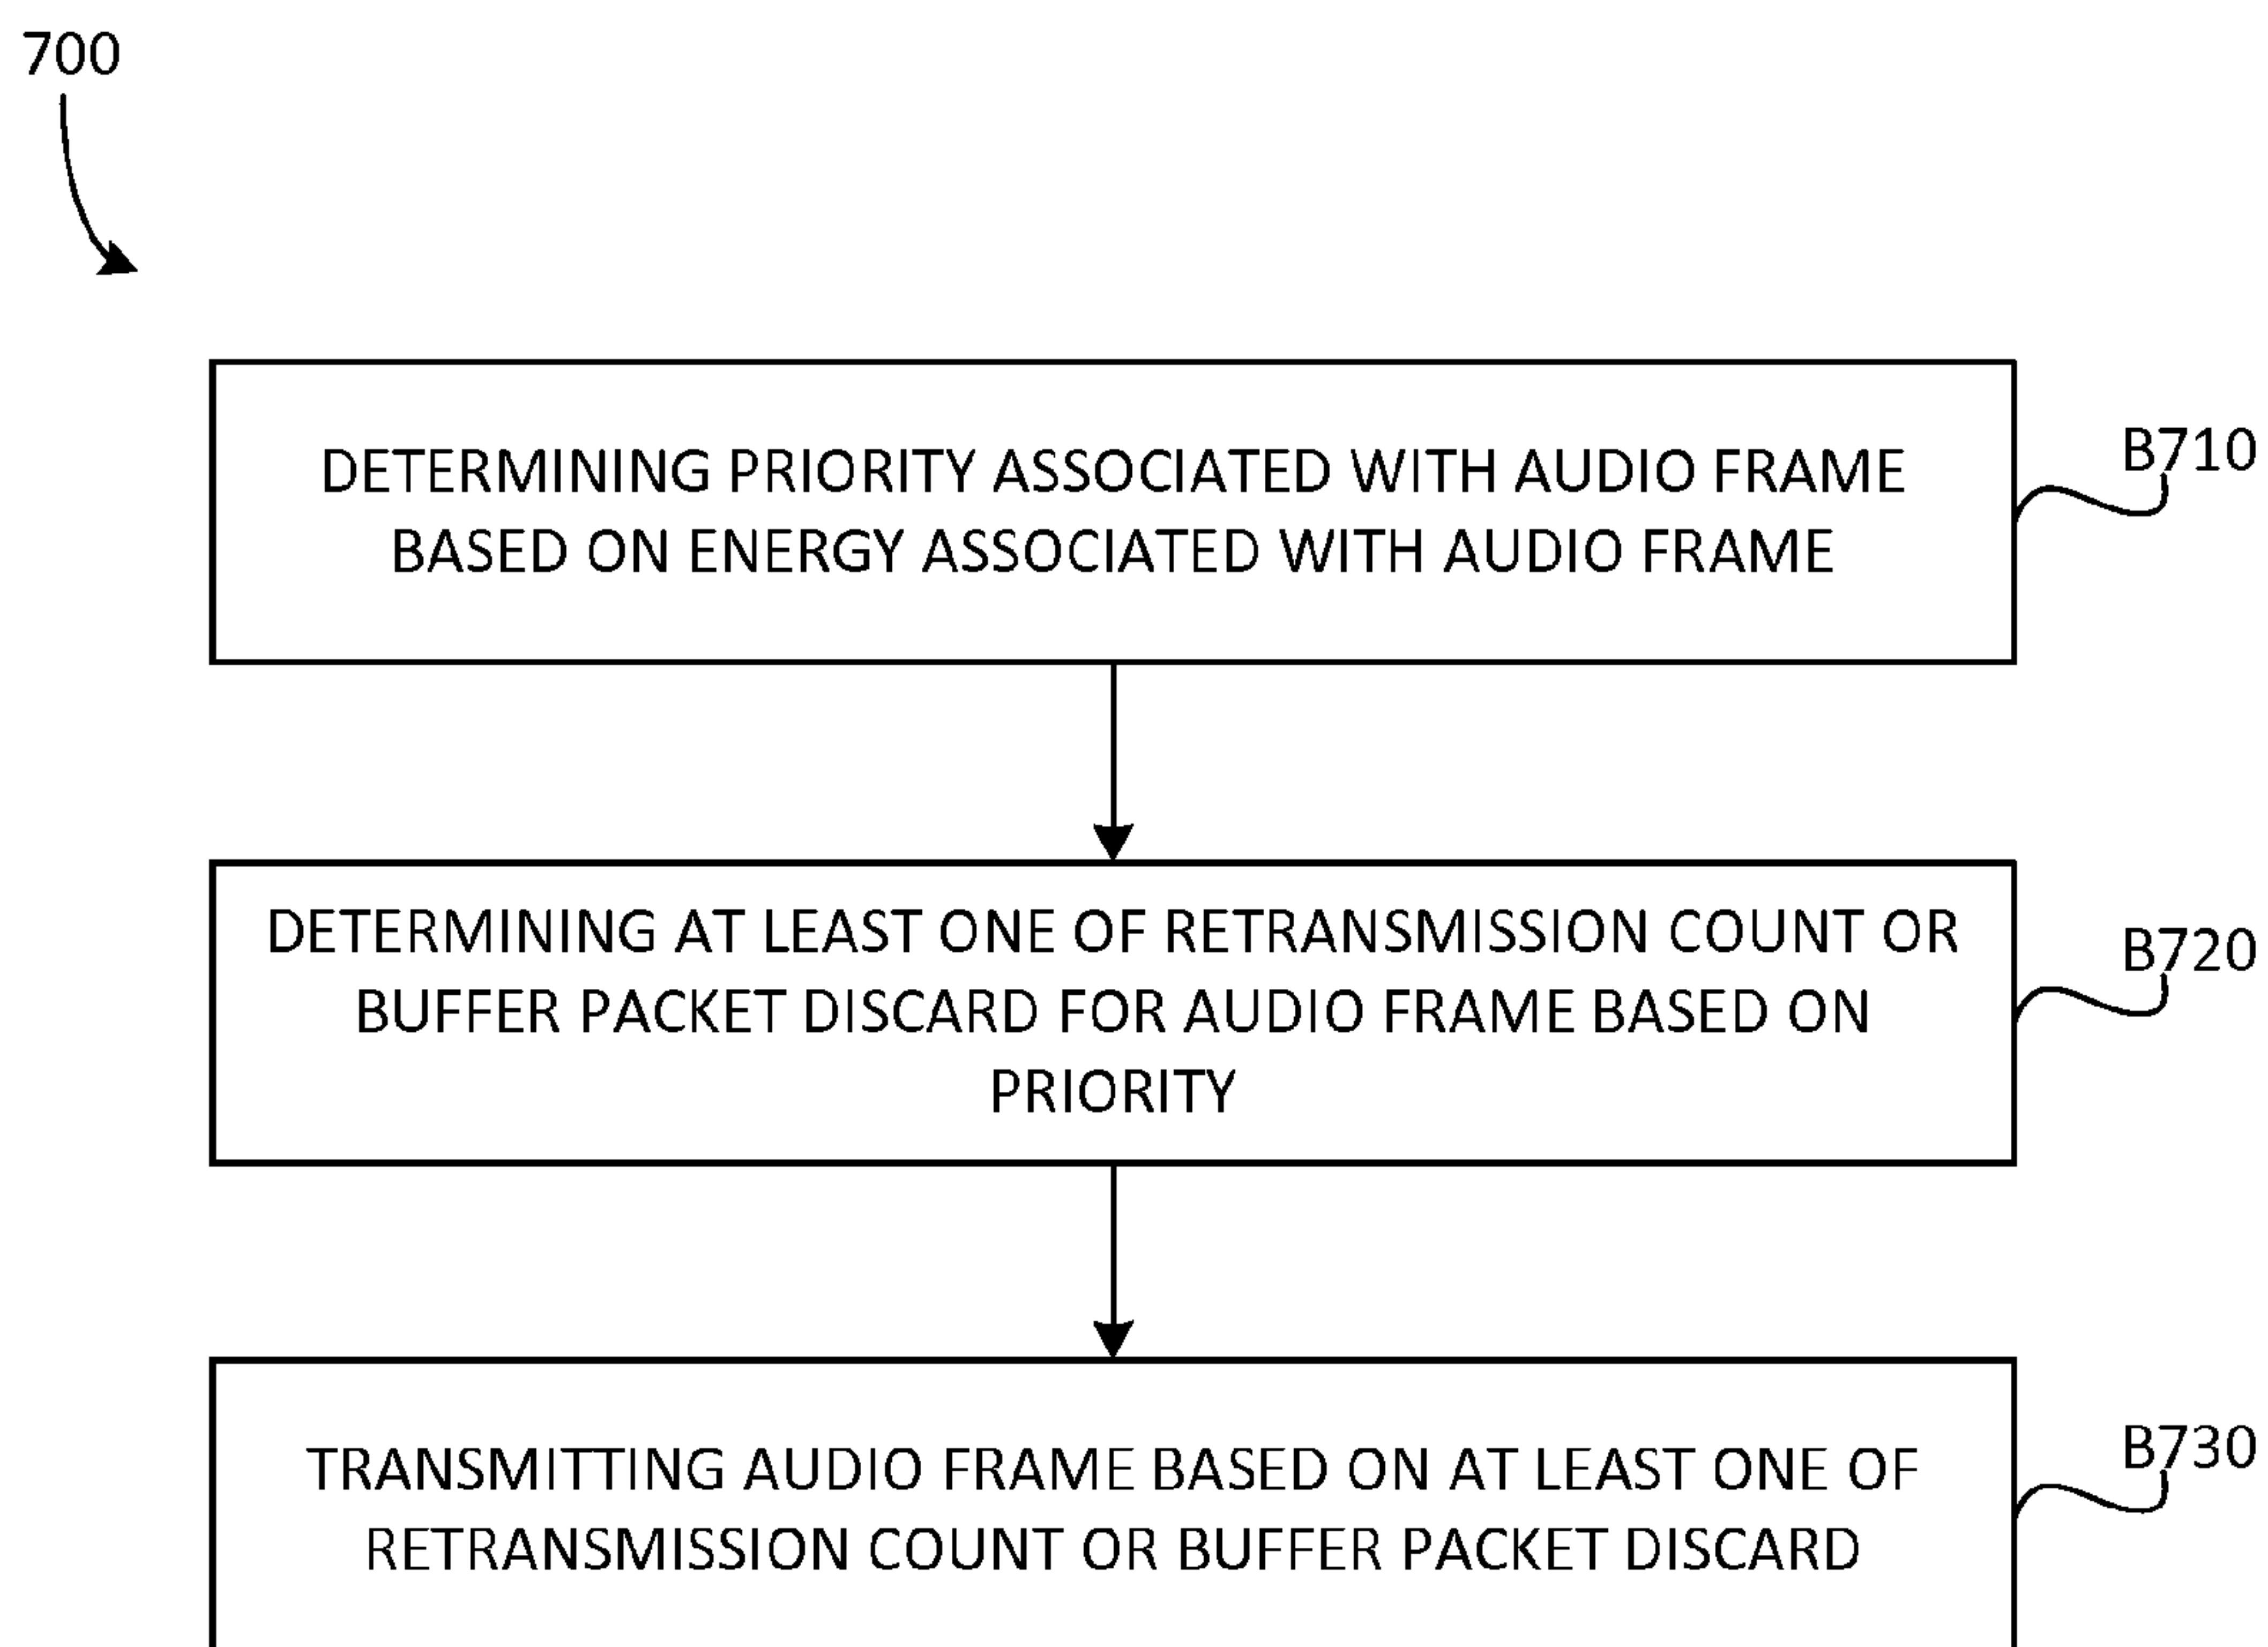 700
DETERMINING PRIORITY ASSOCIATED WITH AUDIO FRAME
BASED ON ENERGY ASSOCIATED WITH AUDIO FRAME
B710
DETERMINING AT LEAST ONE OF RETRANSMISSION COUNT OR
BUFFER PACKET DISCARD FOR AUDIO FRAME BASED ON
PRIORITY
B720
TRANSMITTING AUDIO FRAME BASED ON AT LEAST ONE OF
RETRANSMISSION COUNT OR BUFFER PACKET DISCARD
B730